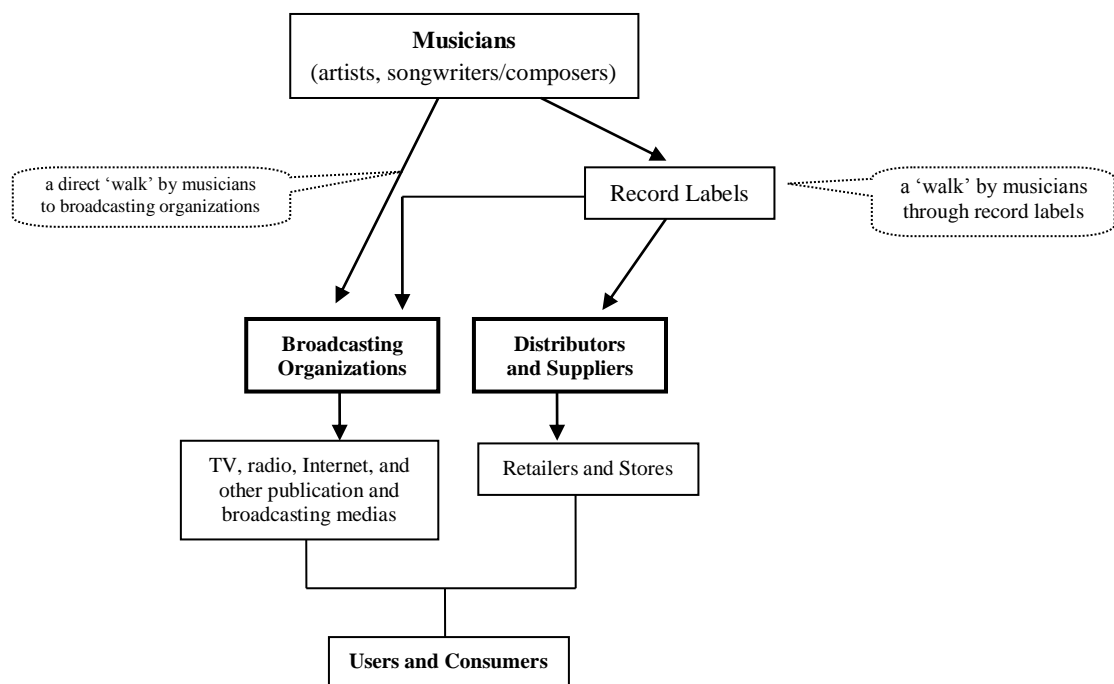 Musicians
(artists, songwriters/composers)
a direct ‘walk’ by musicians
to broadcasting organizations
Record Labels
a ‘walk’ by musicians
through record labels
Broadcasting
Organizations
Distributors
and Suppliers
TV, radio, Internet, and
other publication and
broadcasting medias
Retailers and Stores
Users and Consumers